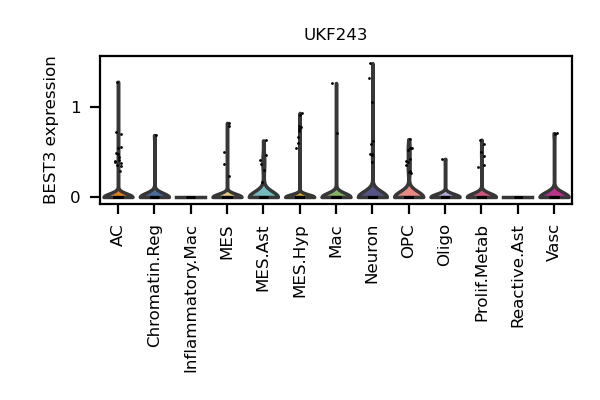 UKF243
BEST3 expression
1
0
AC
Chromatin.Reg
Inflammatory.Mac
MES
MES.Ast
MES.Hyp
Mac
Neuron
OPC
Oligo
Prolif.Metab
Reactive.Ast
Vasc